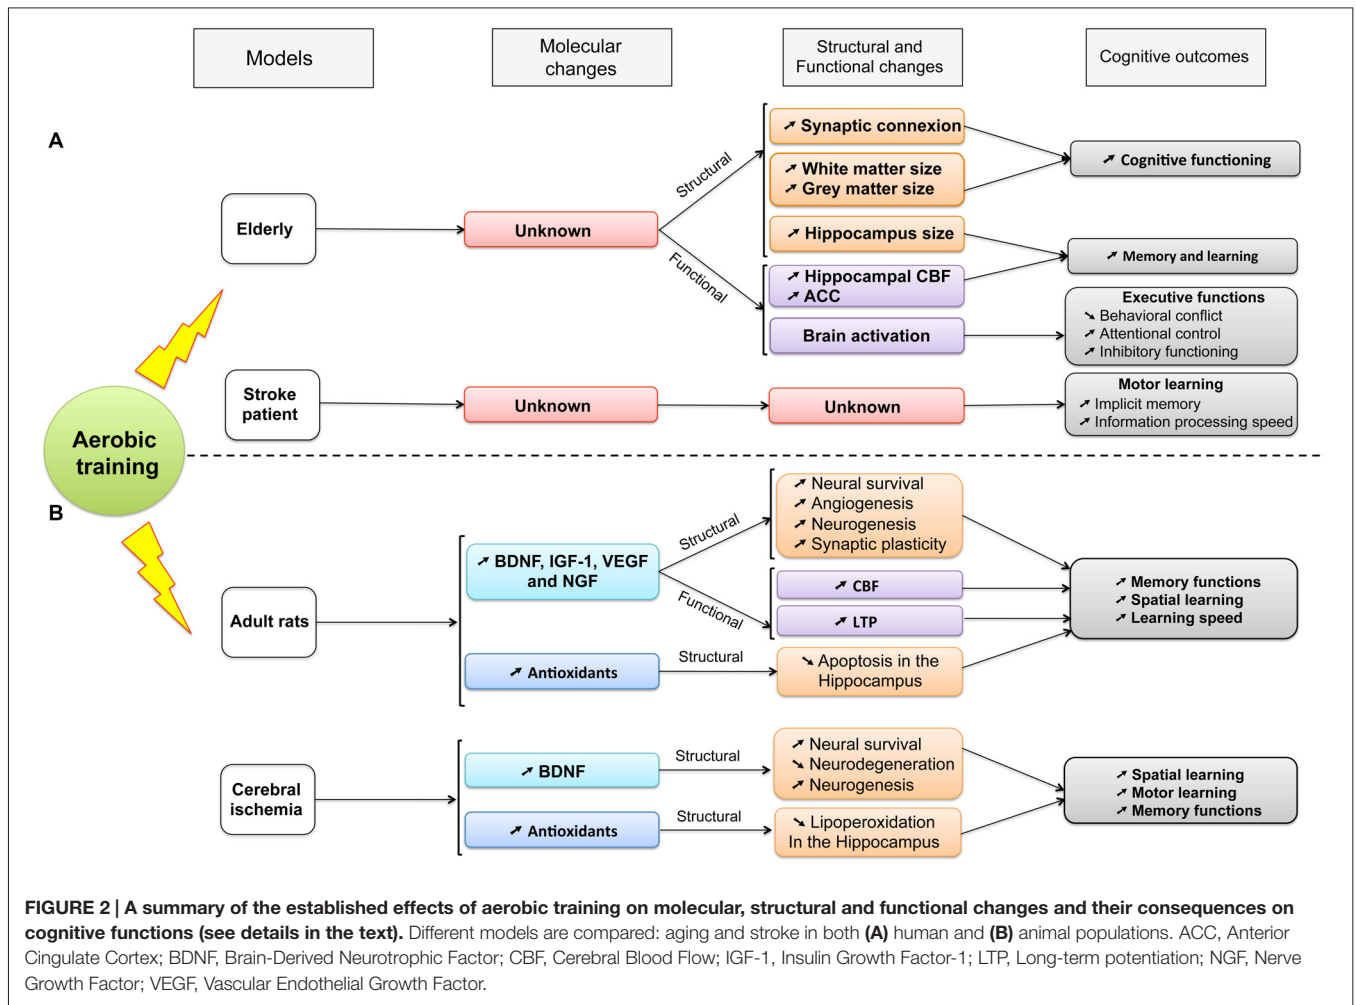 Models
Molecular
changes
Structural and
Functional changes
Cognitive outcomes
A
Aerobic
training
Elderly
Unknown
Structural
Functional
↗ Synaptic connexion
↗ White matter size
↗ Grey matter size
↗ Hippocampus size
↗ Hippocampal CBF
↗ ACC
Brain activation
↗ Cognitive functioning
↗ Memory and learning
Executive functions
↘ Behavioral conflict
↗ Attentional control
↗ Inhibitory functioning
Stroke
patient
Unknown
Unknown
Motor learning
↗ Implicit memory
↗ Information processing speed
B
Adult rats
↗ BDNF, IGF-1, VEGF
and NGF
Structural
Functional
↗ Neural survival
↗ Angiogenesis
↗ Neurogenesis
↗ Synaptic plasticity
↗ CBF
↗ LTP
↗ Antioxidants
Structural
↘ Apoptosis in the
Hippocampus
↗ Memory functions
↗ Spatial learning
↗ Learning speed
Cerebral
ischemia
↗ BDNF
Structural
↗ Neural survival
↘ Neurodegeneration
↗ Neurogenesis
↗ Antioxidants
Structural
↘ Lipoperoxidation
In the Hippocampus
↗ Spatial learning
↗ Motor learning
↗ Memory functions
FIGURE 2 | A summary of the established effects of aerobic training on molecular, structural and functional changes and their consequences on
cognitive functions (see details in the text). Different models are compared: aging and stroke in both (A) human and (B) animal populations. ACC, Anterior
Cingulate Cortex; BDNF, Brain-Derived Neurotrophic Factor; CBF, Cerebral Blood Flow; IGF-1, Insulin Growth Factor-1; LTP, Long-term potentiation; NGF, Nerve
Growth Factor; VEGF, Vascular Endothelial Growth Factor.